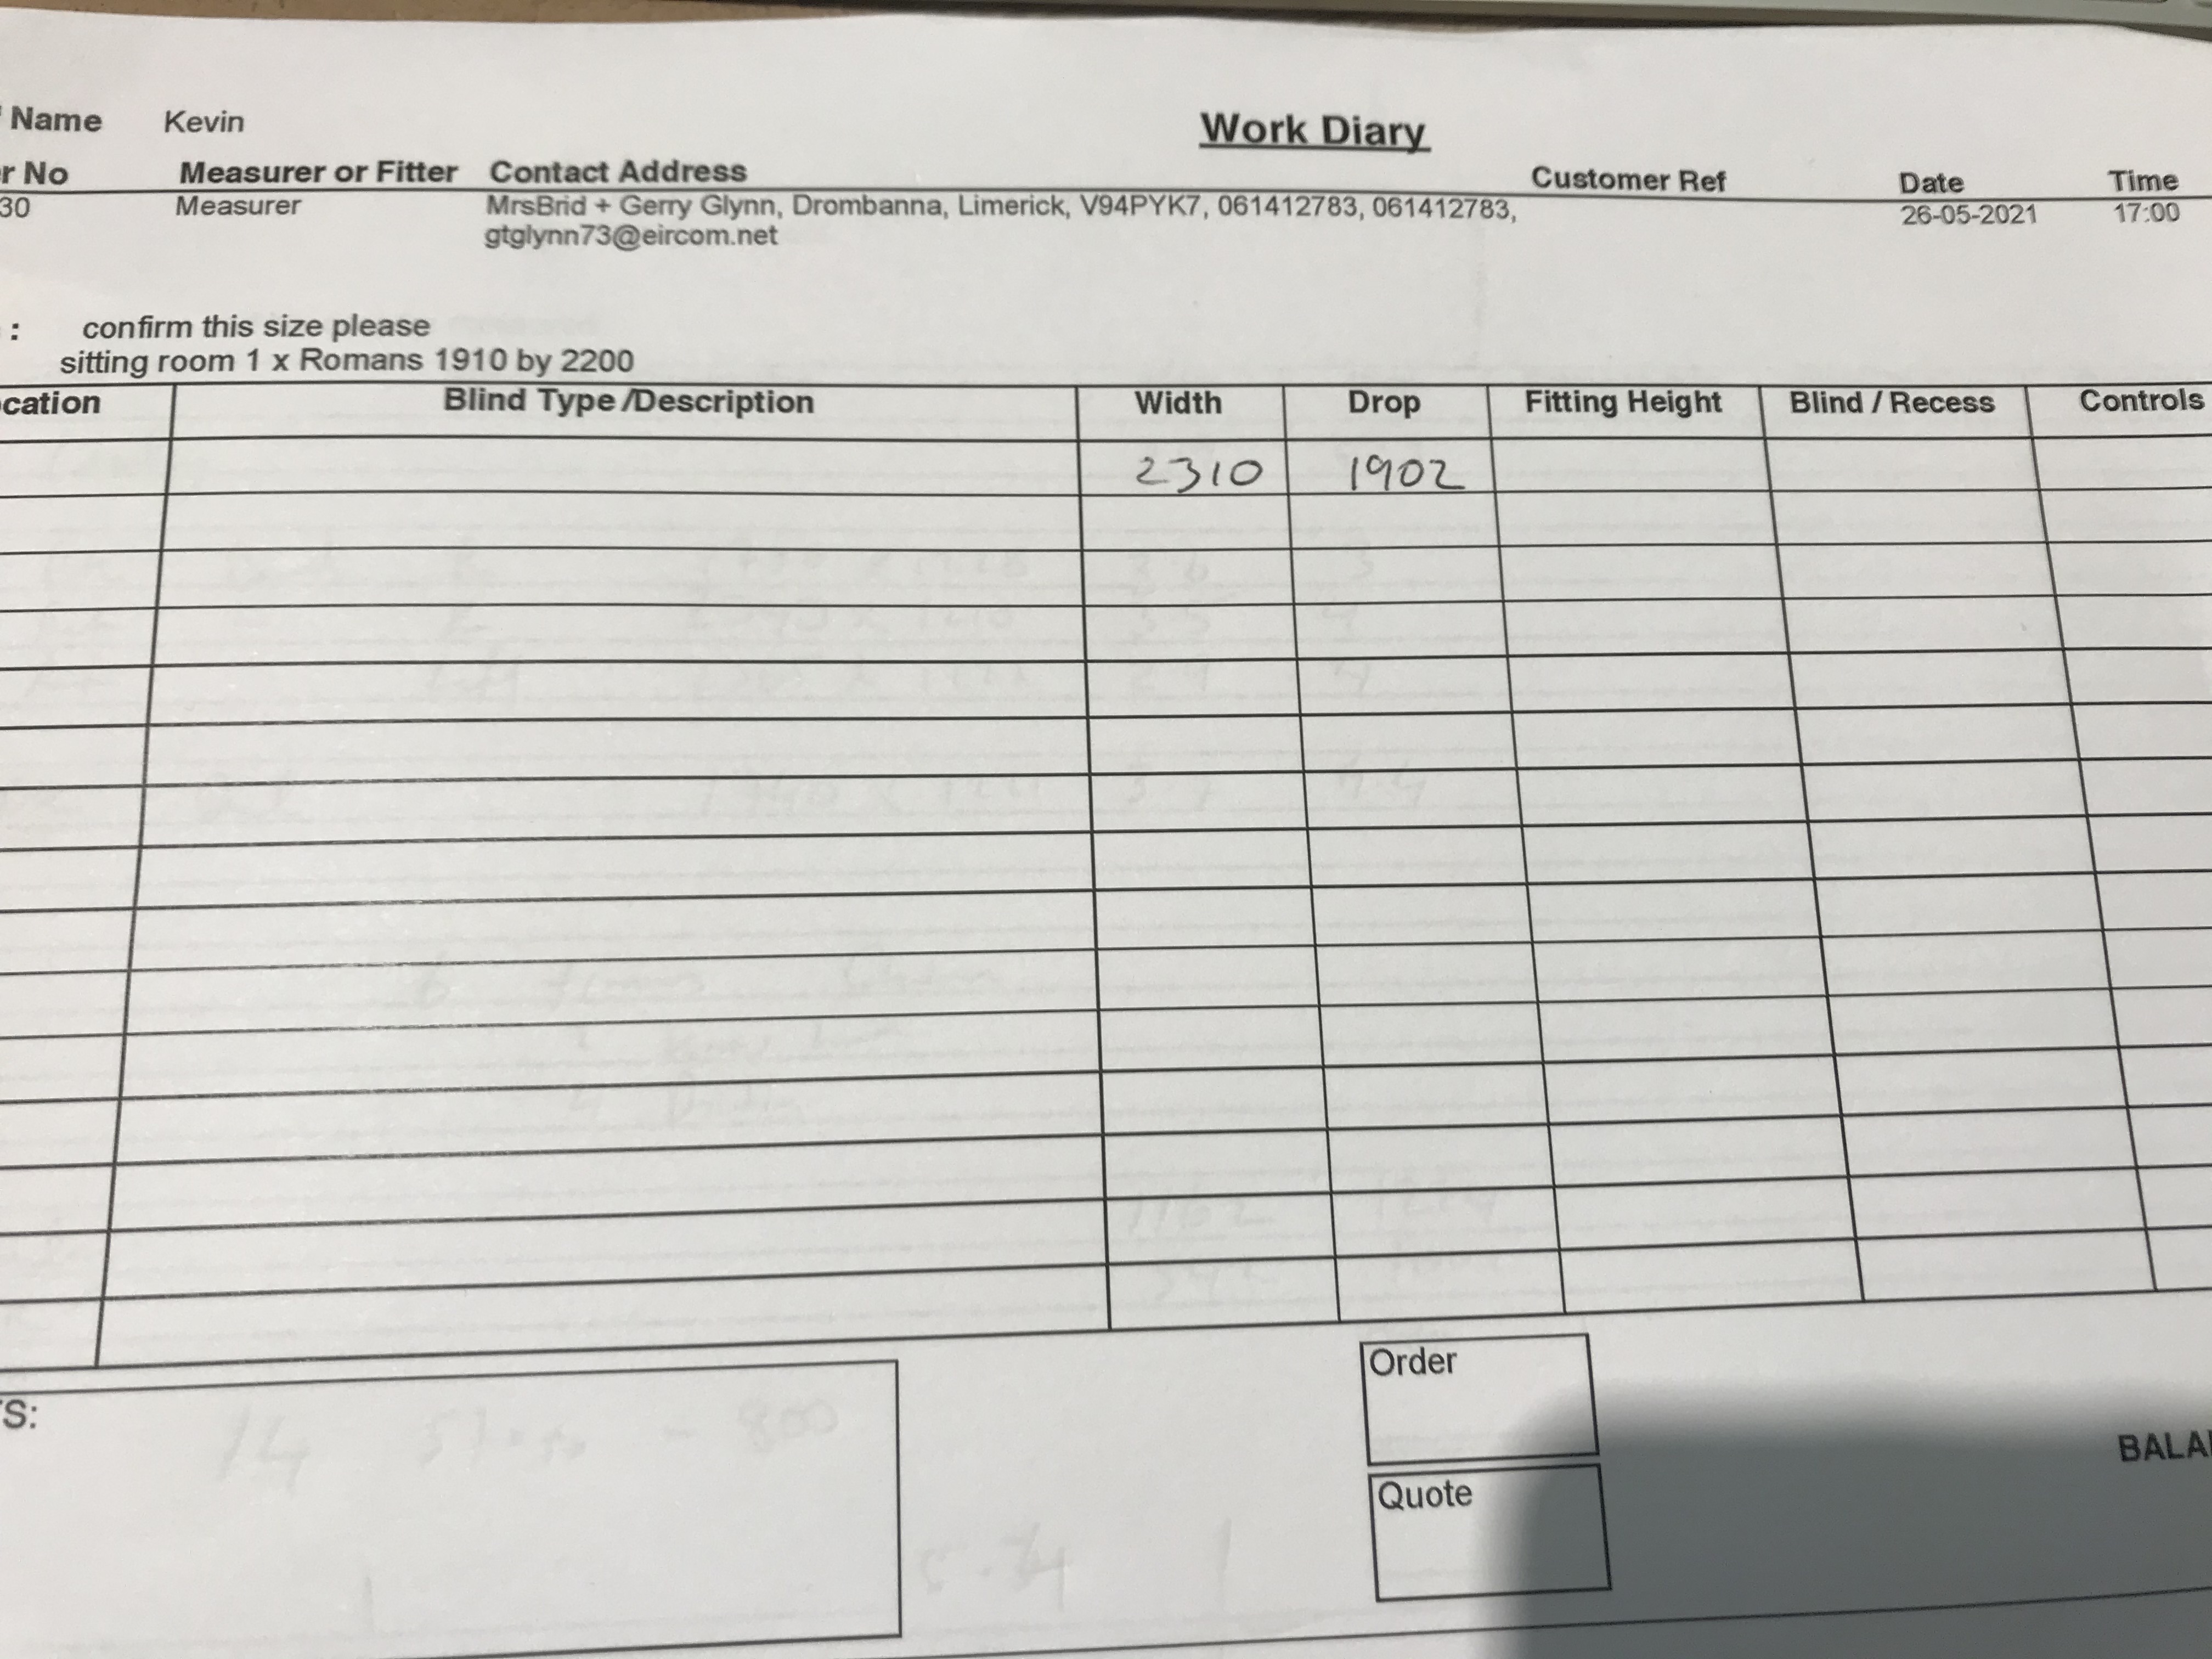 Name Kevin
Work Diary
r No Measurer or Fitter Contact Address Customer Ref Date Time
30 Measurer MrsBrid + Gerry Glynn, Drombanna, Limerick, V94PYK7, 061412783, 061412783, 26-05-2021 17:00
gtglynn73@eircom.net
: confirm this size please
sitting room 1 x Romans 1910 by 2200
cation Blind Type /Description Width Drop Fitting Height Blind / Recess Controls
2310 1902
Order
S:
BALA
Quote